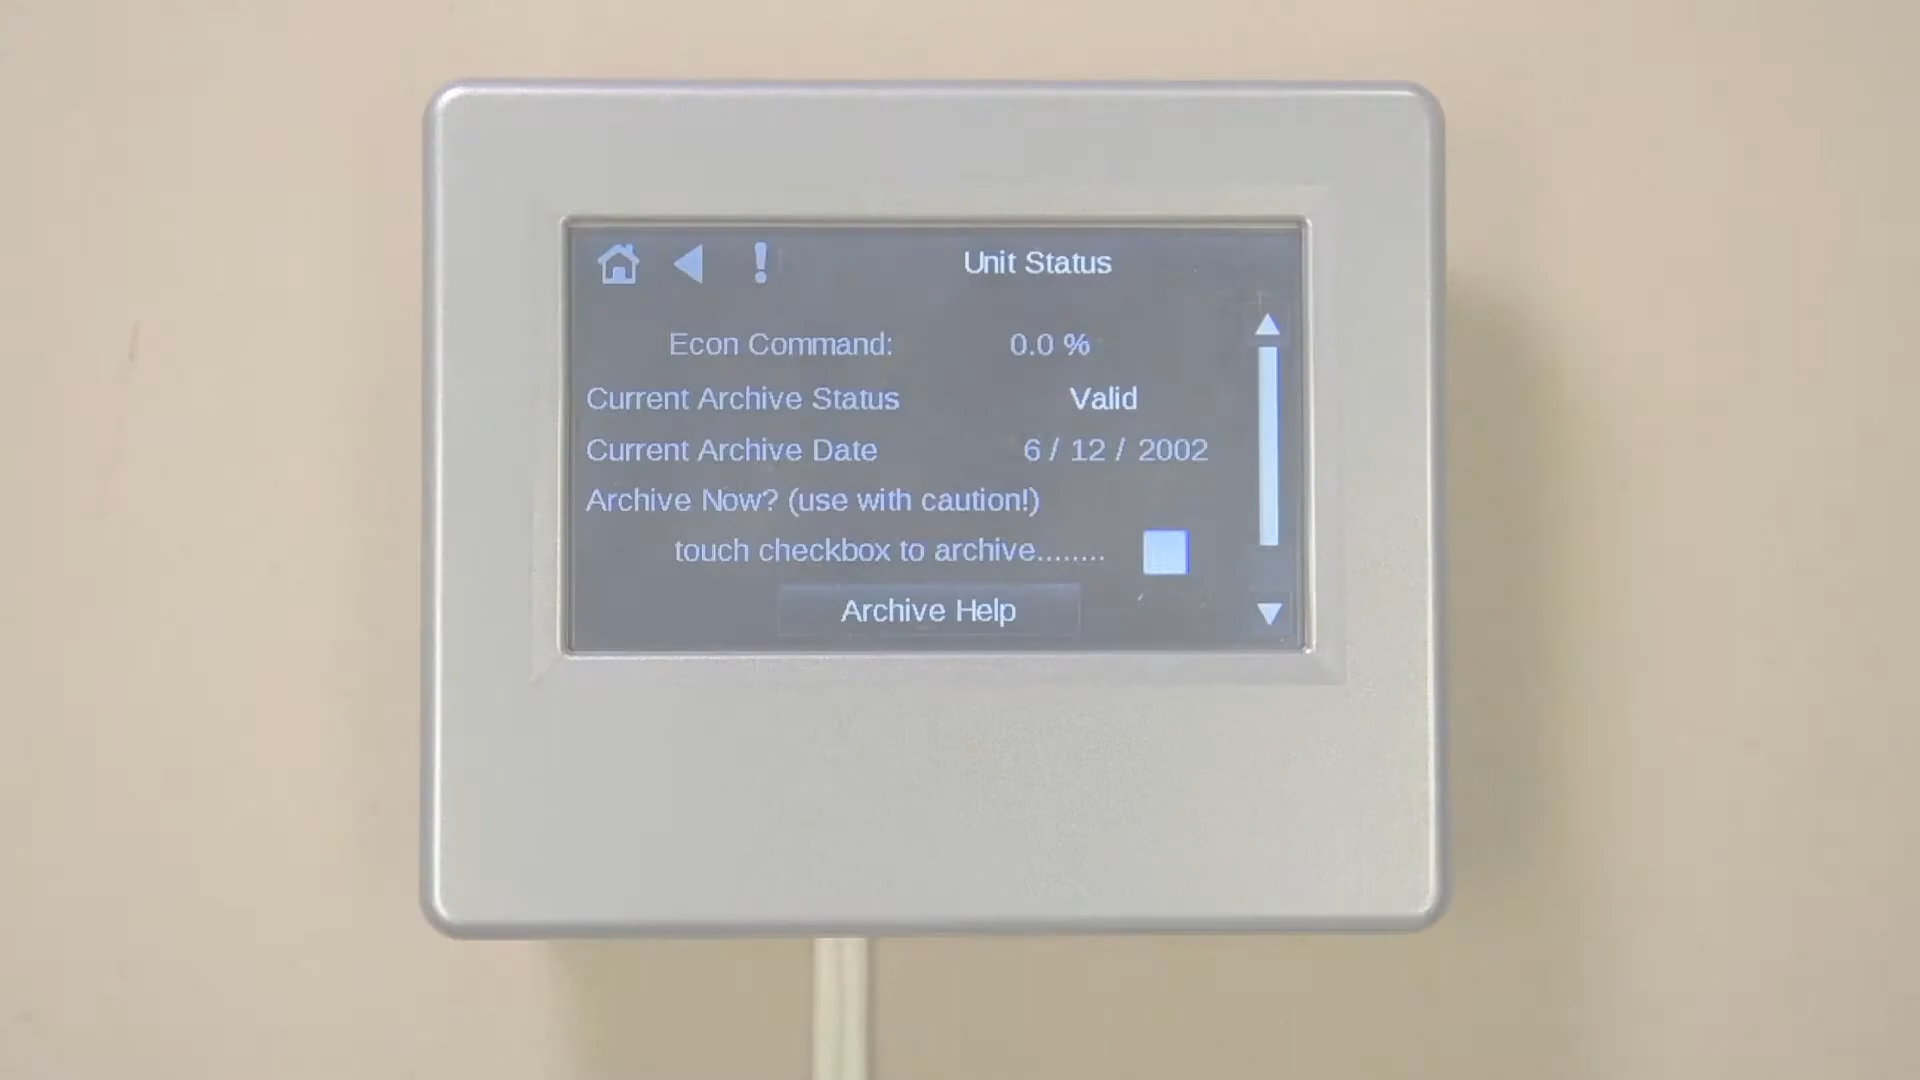 Unit Status
Econ Command: 0.0 %
Current Archive Status Valid
Current Archive Date 6 / 12 / 2002
Archive Now? (use with caution!)
touch checkbox to archive........
Archive Help